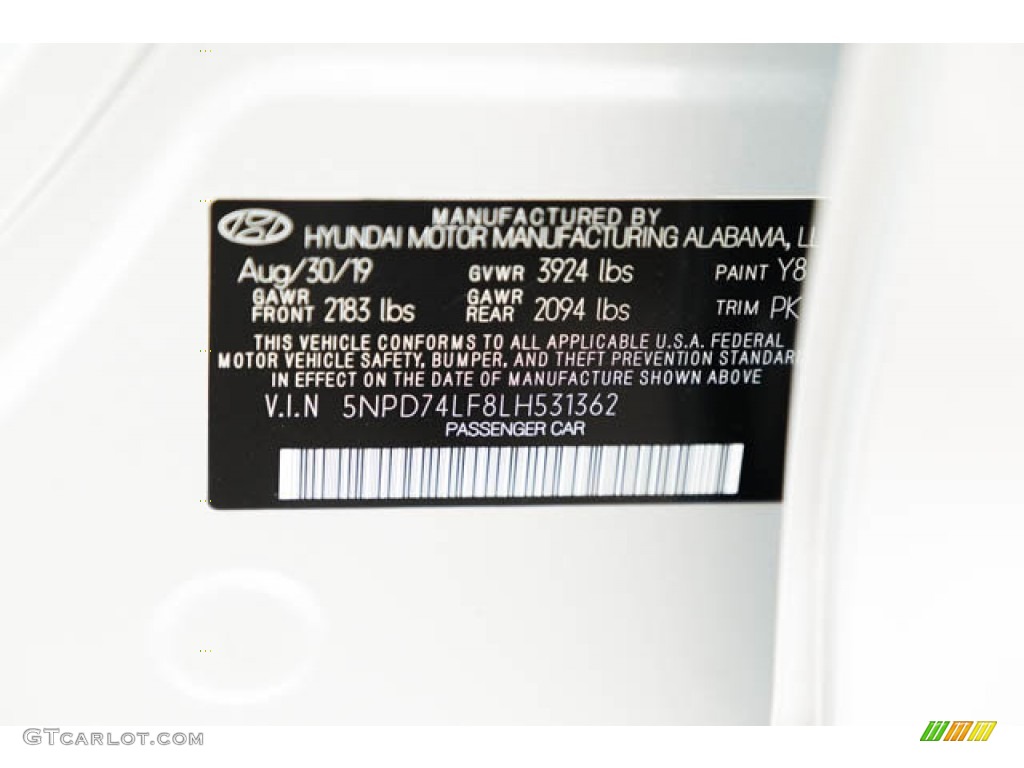 MANUFACTURED BY
HYUNDAI MOTOR MANUFACTURING ALABAMA, LL
Aug/30/19 GVWR 3924 lbs PAINT Y8
GAWR FRONT 2183 lbs GAWR REAR 2094 lbs TRIM PK
THIS VEHICLE CONFORMS TO ALL APPLICABLE U.S.A. FEDERAL
MOTOR VEHICLE SAFETY, BUMPER, AND THEFT PREVENTION STANDAR
IN EFFECT ON THE DATE OF MANUFACTURE SHOWN ABOVE
V.I.N 5NPD74LF8LH531362
PASSENGER CAR
GTCARLOT.COM